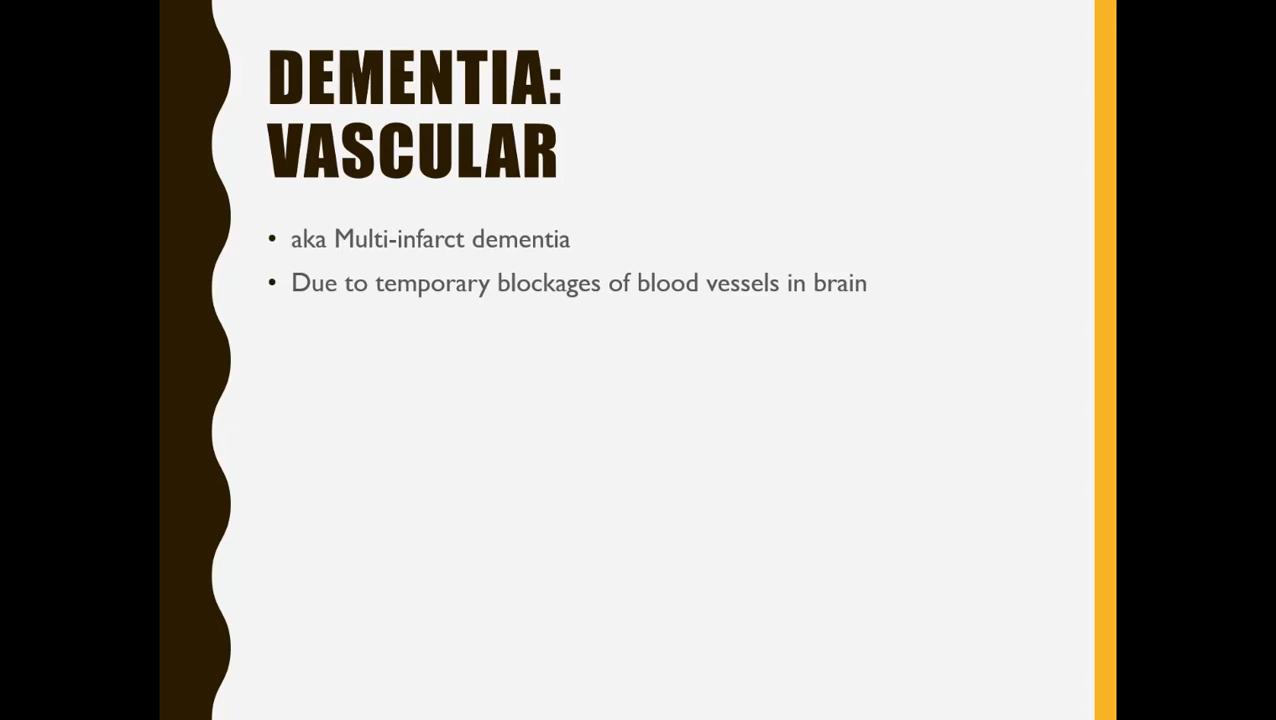 DEMENTIA:
VASCULAR
• aka Multi-infarct dementia
• Due to temporary blockages of blood vessels in brain